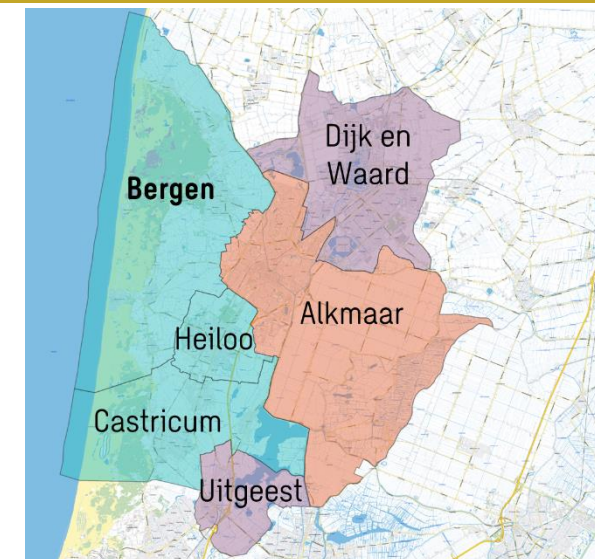 Dijk en
Waard
Bergen
Alkmaar
Heiloo
Castricum
Uitgeest